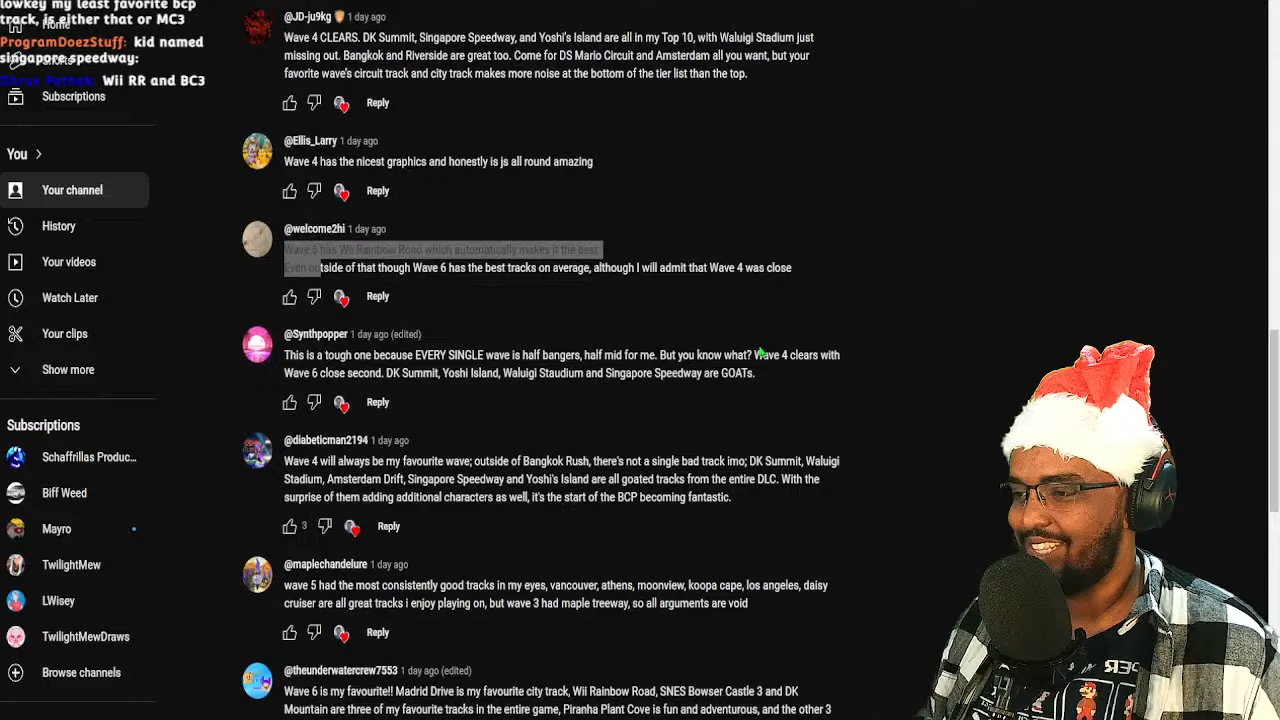 lowkey my least favorite bcp
track, is either that or MC3
ProgramDoezStuff: kid named
singapore speedway:
Dhruv Pathak: Wii RR and BC3
Home
Shorts
Subscriptions
You
Your channel
History
Your videos
Watch Later
Your clips
Show more
Subscriptions
Schaffrillas Produc...
Biff Weed
Mayro
TwilightMew
LWisey
TwilightMewDraws
Browse channels
@JD-ju9kg 1 day ago
Wave 4 CLEARS. DK Summit, Singapore Speedway, and Yoshi's Island are all in my Top 10, with Waluigi Stadium just
missing out. Bangkok and Riverside are great too. Come for DS Mario Circuit and Amsterdam all you want, but your
favorite wave's circuit track and city track makes more noise at the bottom of the tier list than the top.
Reply
@Ellis_Larry 1 day ago
Wave 4 has the nicest graphics and honestly is js all round amazing
Reply
@welcome2hi 1 day ago
Wave 6 has Wii Rainbow Road which automatically makes it the best
Even outside of that though Wave 6 has the best tracks on average, although I will admit that Wave 4 was close
Reply
@Synthpopper 1 day ago (edited)
This is a tough one because EVERY SINGLE wave is half bangers, half mid for me. But you know what? Wave 4 clears with
Wave 6 close second. DK Summit, Yoshi Island, Waluigi Staudium and Singapore Speedway are GOATs.
Reply
@diabeticman2194 1 day ago
Wave 4 will always be my favourite wave; outside of Bangkok Rush, there's not a single bad track imo; DK Summit, Waluigi
Stadium, Amsterdam Drift, Singapore Speedway and Yoshi's Island are all goated tracks from the entire DLC. With the
surprise of them adding additional characters as well, it's the start of the BCP becoming fantastic.
3 Reply
@maplechandelure 1 day ago
wave 5 had the most consistently good tracks in my eyes, vancouver, athens, moonview, koopa cape, los angeles, daisy
cruiser are all great tracks i enjoy playing on, but wave 3 had maple treeway, so all arguments are void
Reply
@theunderwatercrew7553 1 day ago (edited)
Wave 6 is my favourite!! Madrid Drive is my favourite city track, Wii Rainbow Road, SNES Bowser Castle 3 and DK
Mountain are three of my favourite tracks in the entire game, Piranha Plant Cove is fun and adventurous, and the other 3